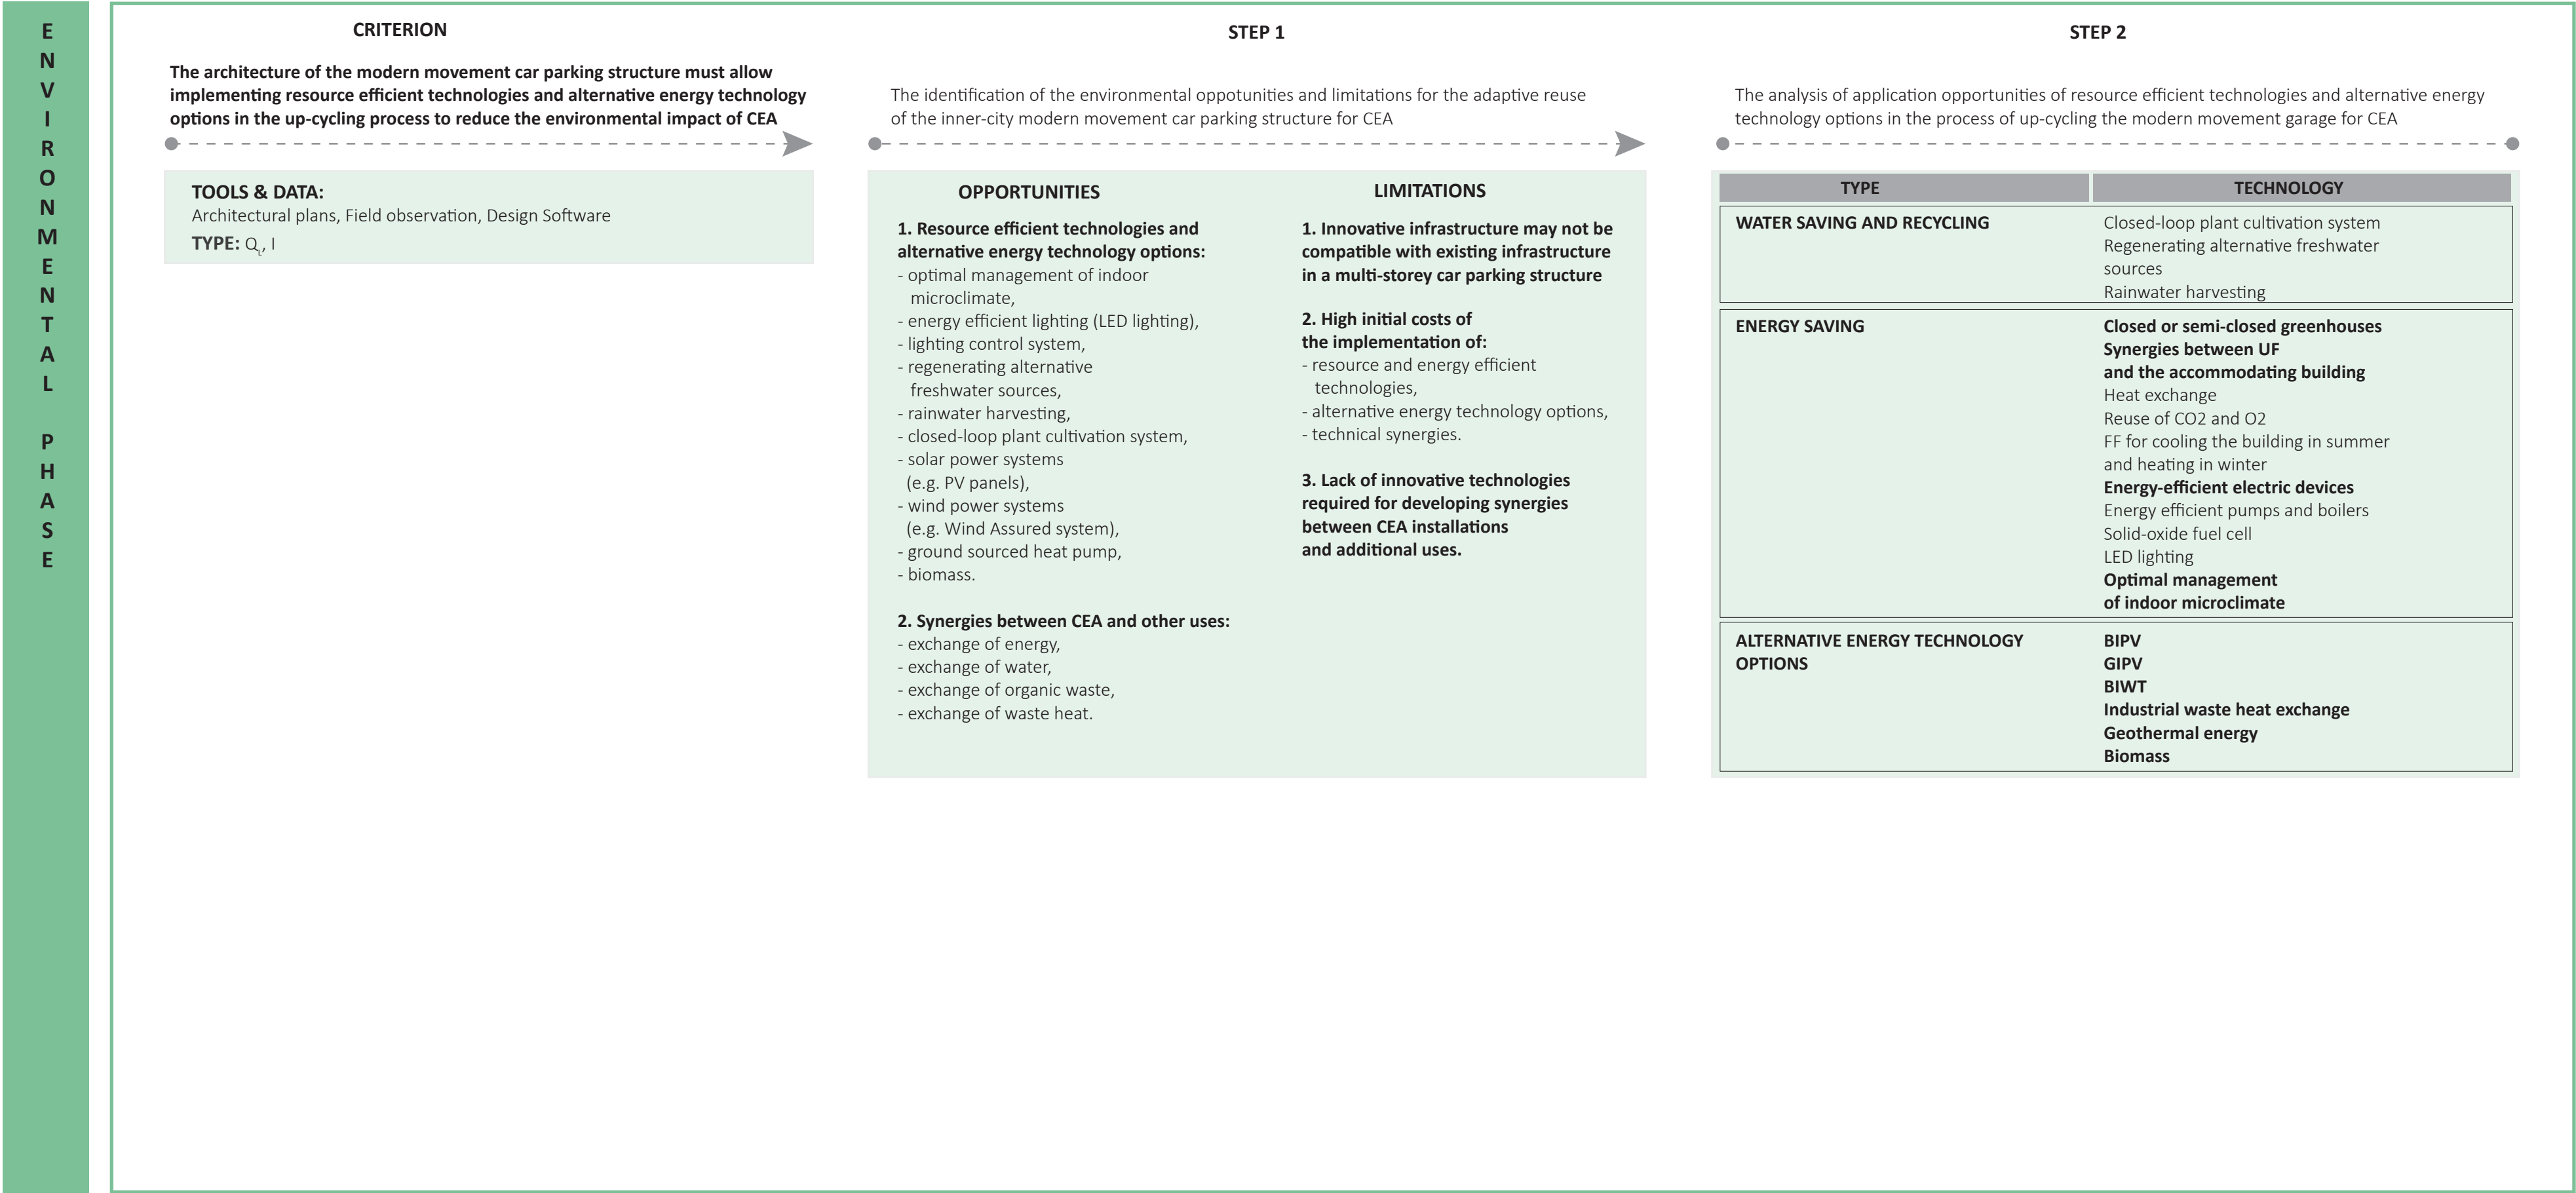 ENVIRONMENTAL PHASE
CRITERION
The architecture of the modern movement car parking structure must allow
implementing resource efficient technologies and alternative energy technology
options in the up-cycling process to reduce the environmental impact of CEA
TOOLS & DATA:
Architectural plans, Field observation, Design Software
TYPE: Q, I
STEP 1
The identification of the environmental oppotunities and limitations for the adaptive reuse
of the inner-city modern movement car parking structure for CEA
OPPORTUNITIES
1. Resource efficient technologies and
alternative energy technology options:
- optimal management of indoor
microclimate,
- energy efficient lighting (LED lighting),
- lighting control system,
- regenerating alternative
freshwater sources,
- rainwater harvesting,
- closed-loop plant cultivation system,
- solar power systems
(e.g. PV panels),
- wind power systems
(e.g. Wind Assured system),
- ground sourced heat pump,
- biomass.
2. Synergies between CEA and other uses:
- exchange of energy,
- exchange of water,
- exchange of organic waste,
- exchange of waste heat.
LIMITATIONS
1. Innovative infrastructure may not be
compatible with existing infrastructure
in a multi-storey car parking structure
2. High initial costs of
the implementation of:
- resource and energy efficient
technologies,
- alternative energy technology options,
- technical synergies.
3. Lack of innovative technologies
required for developing synergies
between CEA installations
and additional uses.
STEP 2
The analysis of application opportunities of resource efficient technologies and alternative energy
technology options in the process of up-cycling the modern movement garage for CEA
TYPE
TECHNOLOGY
WATER SAVING AND RECYCLING
Closed-loop plant cultivation system
Regenerating alternative freshwater
sources
Rainwater harvesting
ENERGY SAVING
Closed or semi-closed greenhouses
Synergies between UF
and the accommodating building
Heat exchange
Reuse of CO2 and O2
FF for cooling the building in summer
and heating in winter
Energy-efficient electric devices
Energy efficient pumps and boilers
Solid-oxide fuel cell
LED lighting
Optimal management
of indoor microclimate
ALTERNATIVE ENERGY TECHNOLOGY
OPTIONS
BIPV
GIPV
BIWT
Industrial waste heat exchange
Geothermal energy
Biomass